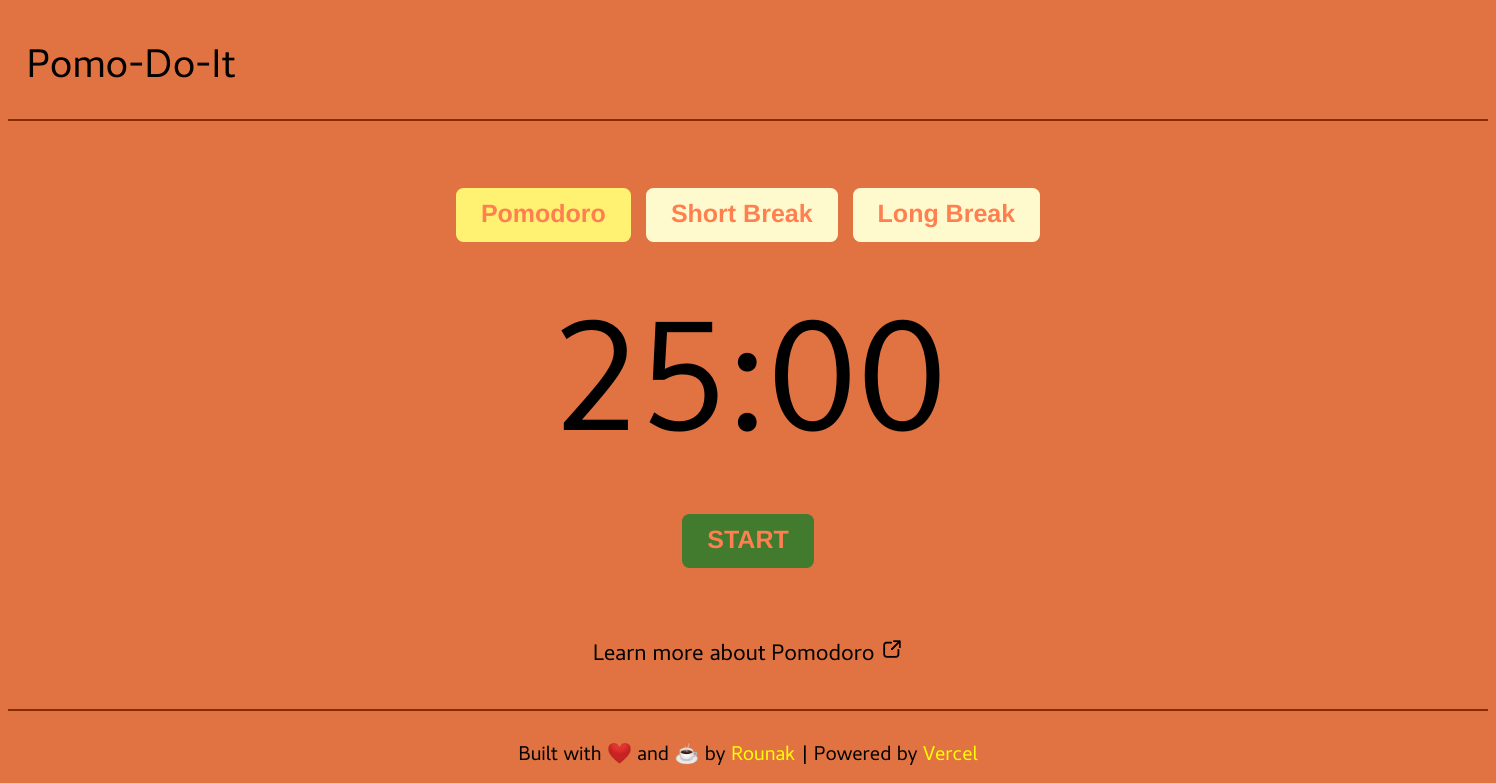 Pomo-Do-It
Pomodoro Short Break Long Break
25:00
START
Learn more about Pomodoro
Built with ❤️ and ☕ by Rounak | Powered by Vercel